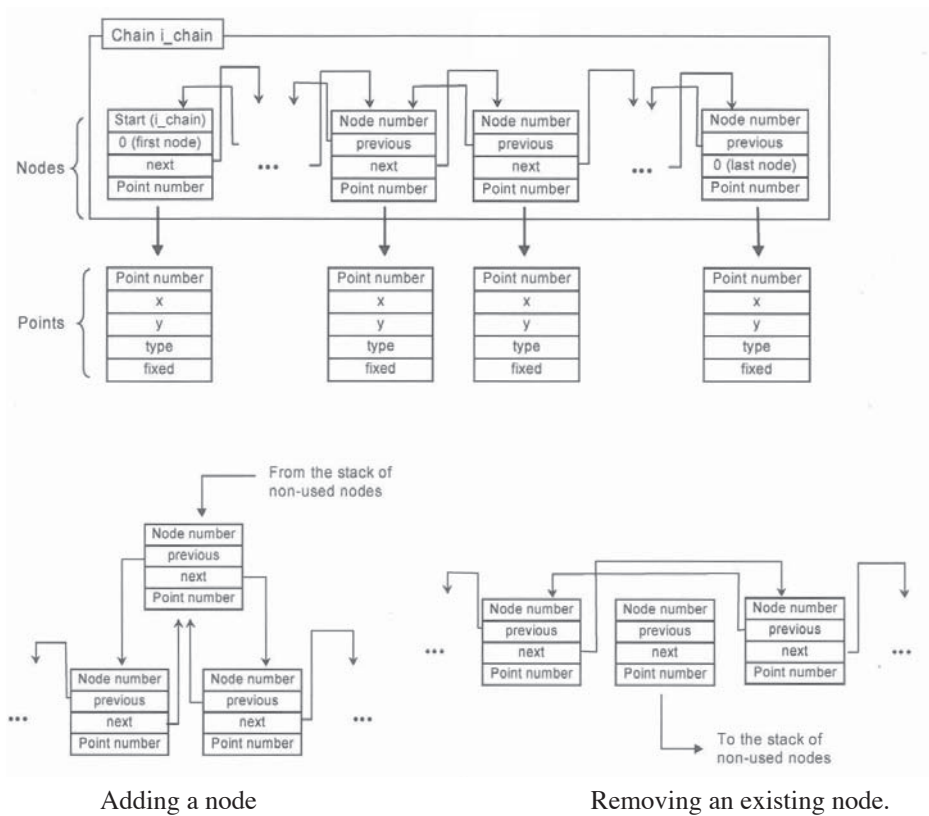 Chain i_chain
Nodes
Start (i_chain)
0 (first node)
next
Point number
...
Node number
previous
next
Point number
Node number
previous
next
Point number
...
Node number
previous
0 (last node)
Point number
Points
Point number
x
y
type
fixed
Point number
x
y
type
fixed
Point number
x
y
type
fixed
Point number
x
y
type
fixed
From the stack of
non-used nodes
Node number
previous
next
Point number
...
Node number
previous
next
Point number
Node number
previous
next
Point number
...
...
Node number
previous
next
Point number
Node number
previous
next
Point number
Node number
previous
next
Point number
...
To the stack of
non-used nodes
Adding a node
Removing an existing node.